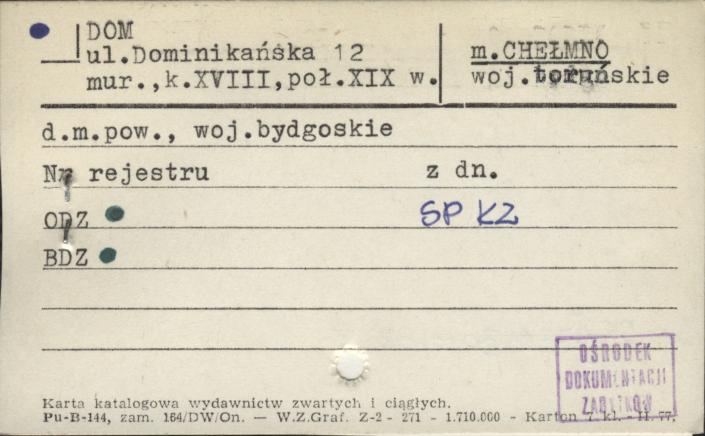 DOM
ul.Dominikańska 12
mur.,k.XVIII,poł.XIX w.
m.CHEŁMNO
woj.toruńskie
d.m.pow., woj.bydgoskie
Nr rejestru z dn.
ODZ SP KZ
BDZ
OŚRODEK
DOKUMENTACJI
ZABYTKÓW
Karta katalogowa wydawnictw zwartych i ciągłych.
Pu-B-144, zam. 164/DW/On. — W.Z.Graf. Z-2 - 271 - 1.710.000 - Karton 7 kl. - H 77.